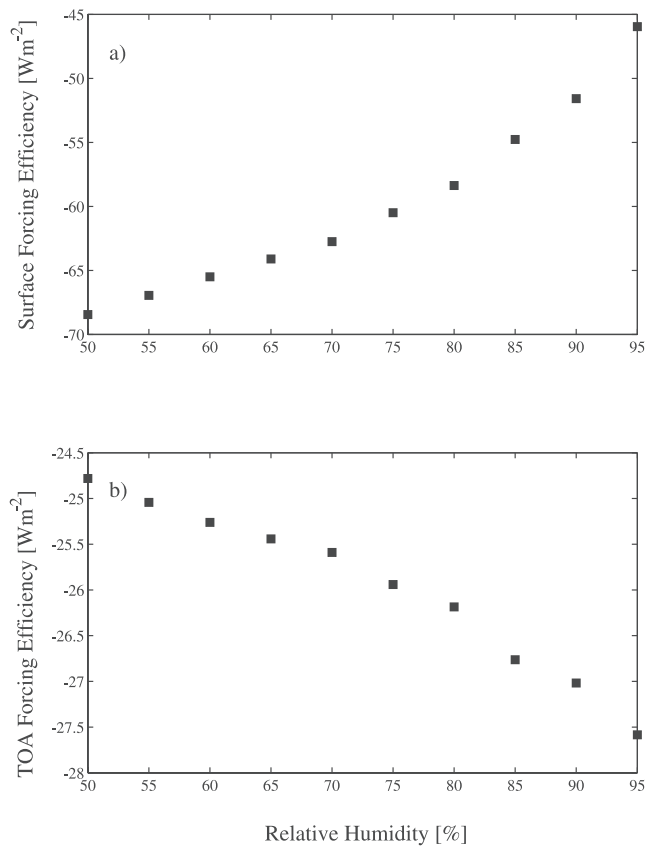 -45
-50
-55
-60
-65
-70
Surface Forcing Efficiency [Wm-2]
a)
50 55 60 65 70 75 80 85 90 95
-24.5
-25
-25.5
-26
-26.5
-27
-27.5
-28
TOA Forcing Efficiency [Wm-2]
b)
50 55 60 65 70 75 80 85 90 95
Relative Humidity [%]